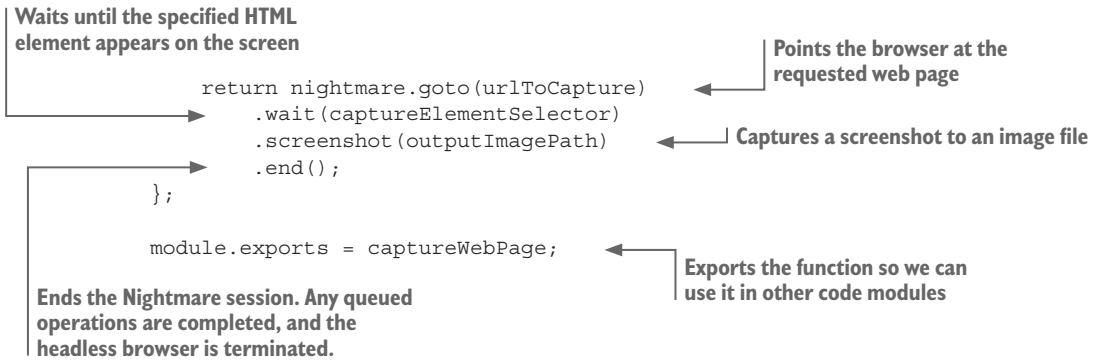 Waits until the specified HTML
element appears on the screen
Points the browser at the
requested web page
return nightmare.goto(urlToCapture)
.wait(captureElementSelector)
.screenshot(outputImagePath)
Captures a screenshot to an image file
.end();
};
module.exports = captureWebPage;
Exports the function so we can
use it in other code modules
Ends the Nightmare session. Any queued
operations are completed, and the
headless browser is terminated.